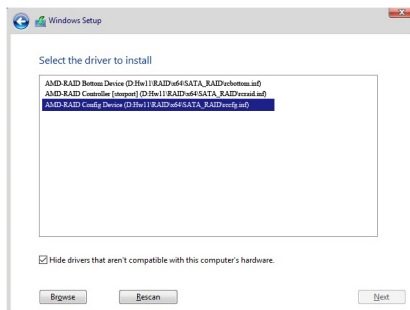 Windows Setup
Select the driver to install
AMD-RAID Bottom Device (D:Hw11\RAID\x64\SATA_RAID\rcbottom.inf)
AMD-RAID Controller [storport] (D:Hw11\RAID\x64\SATA_RAID\rcraid.inf)
AMD-RAID Config Device (D:Hw11\RAID\x64\SATA_RAID\rccfg.inf)
Hide drivers that aren't compatible with this computer's hardware.
Browse
Rescan
Next